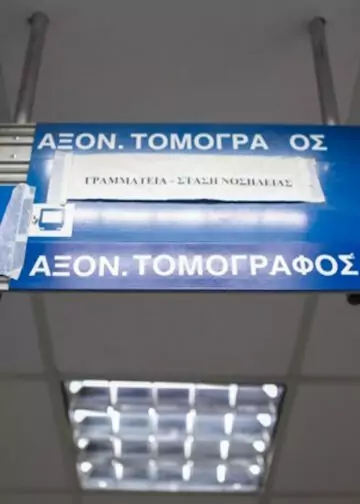 ΑΞΟΝ. ΤΟΜΟΓΡΑ ΟΣ
ΓΡΑΜΜΑΤΕΙΑ - ΣΤΑΣΗ ΝΟΣΗΛΕΙΑΣ
ΑΞΟΝ. ΤΟΜΟΓΡΑΦΟΣ